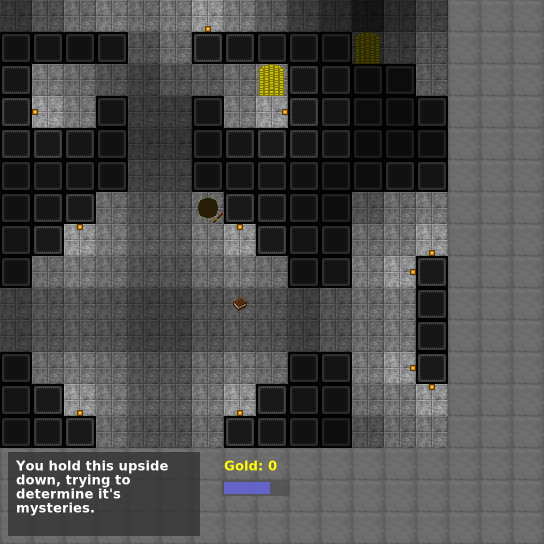 You hold this upside
down, trying to
determine it's
mysteries.
Gold: 0